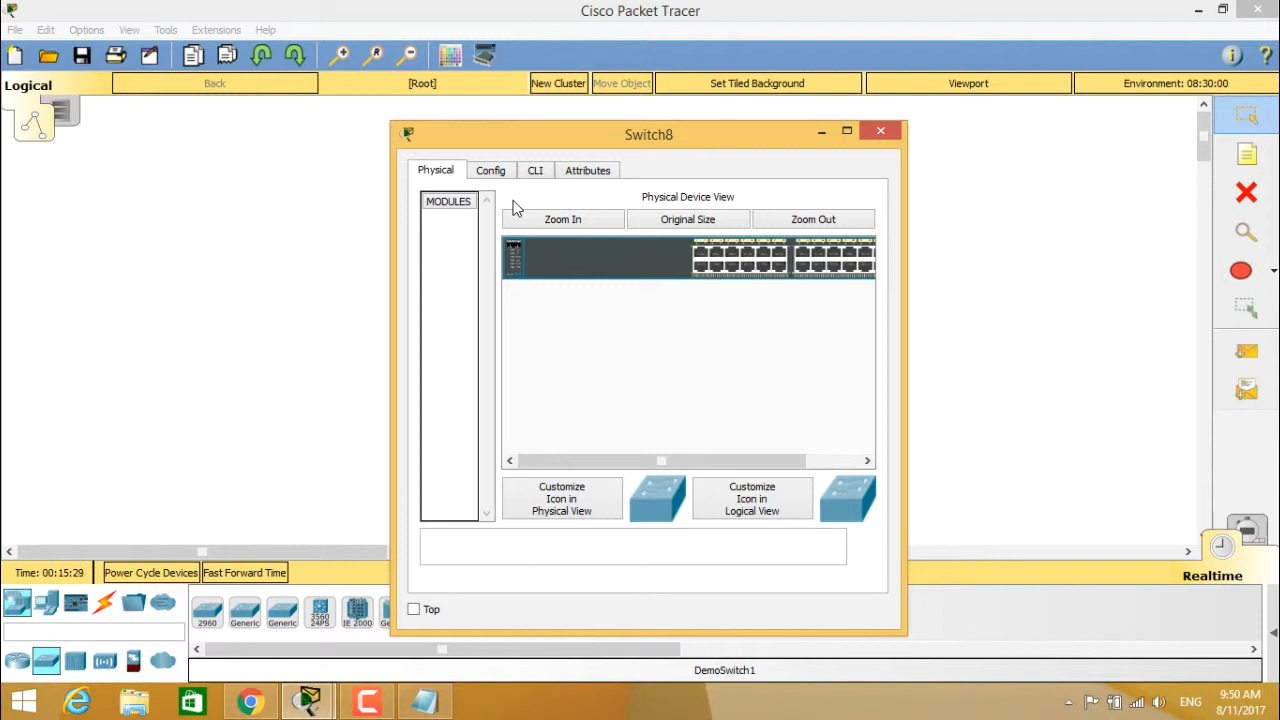 Cisco Packet Tracer
File Edit Options View Tools Extensions Help
Logical
Back
[Root]
New Cluster
Move Object
Set Tiled Background
Viewport
Environment: 08:30:00
Switch8
Physical Config CLI Attributes
MODULES
Physical Device View
Zoom In
Original Size
Zoom Out
Customize
Icon in
Physical View
Customize
Icon in
Logical View
Top
Time: 00:15:29
Power Cycle Devices
Fast Forward Time
Realtime
2960
Generic
Generic
3560
24PS
IE 2000
DemoSwitch1
ENG
9:50 AM
8/11/2017